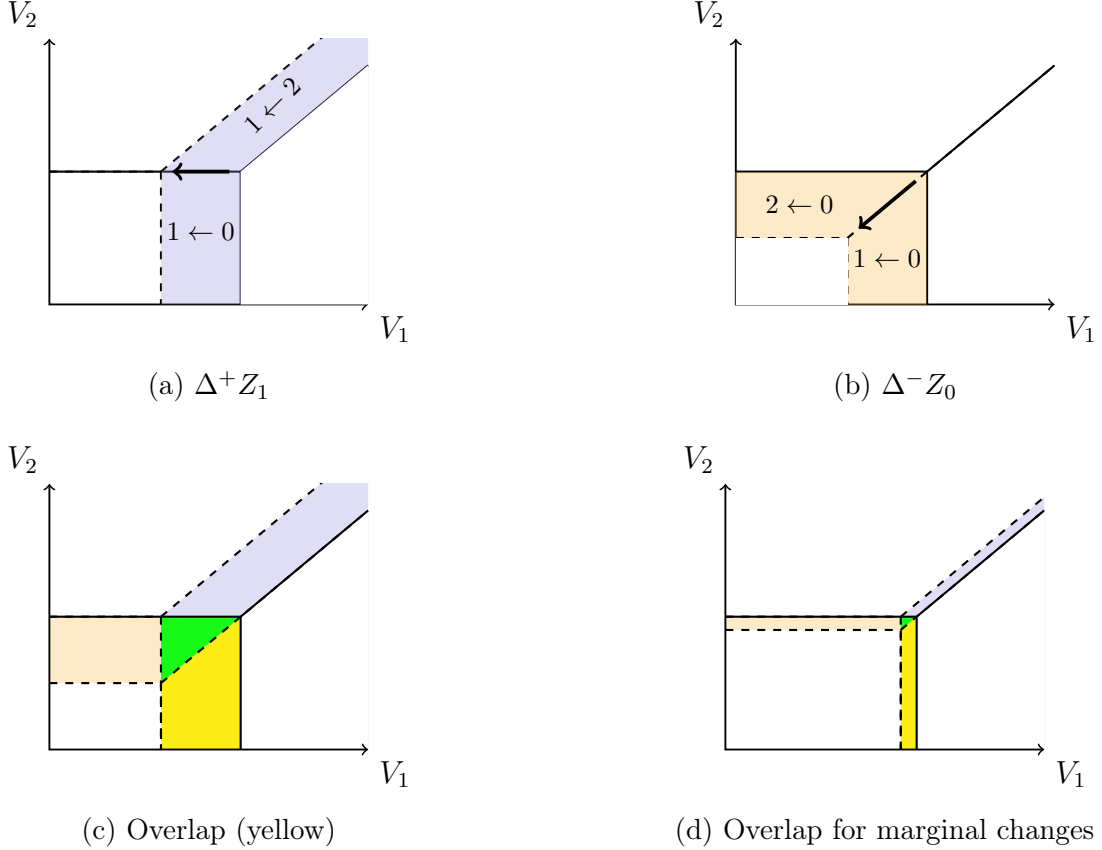 V₂
1 ← 2
1 ← 0
V₁
(a) Δ⁺Z₁
V₂
2 ← 0
1 ← 0
V₁
(b) Δ⁻Z₀
V₂
V₁
(c) Overlap (yellow)
V₂
V₁
(d) Overlap for marginal changes